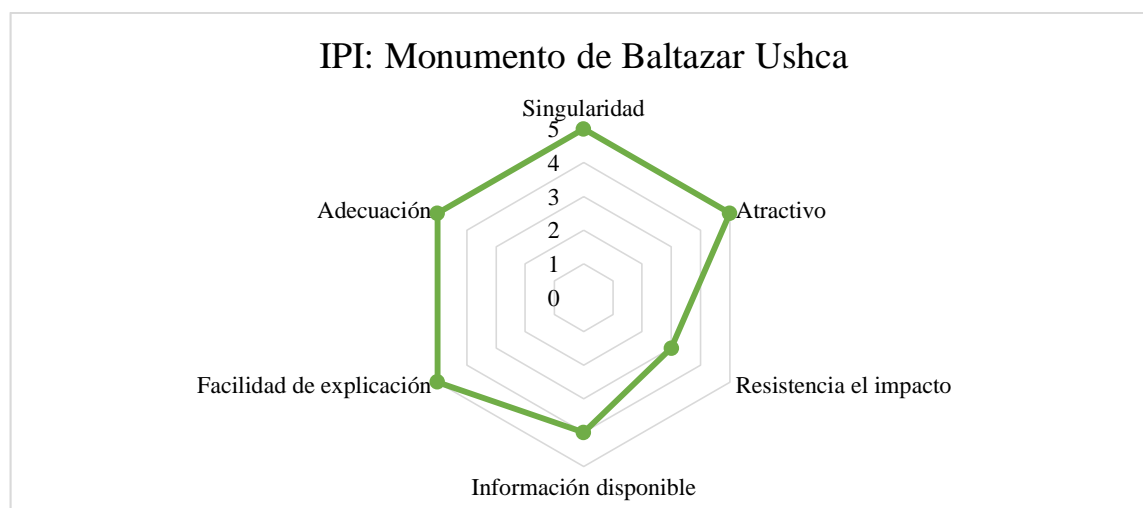 IPI: Monumento de Baltazar Ushca
Singularidad
5
4
Adecuación
3
Atractivo
2
1
0
Facilidad de explicación
Resistencia el impacto
Información disponible